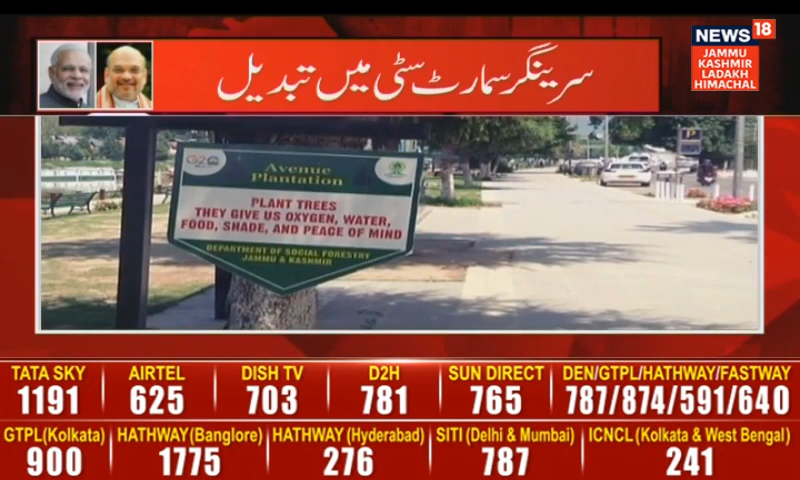 سرینگر سمارٹ سٹی میں تبدیل
NEWS 18
JAMMU
KASHMIR
LADAKH
HIMACHAL
G20
Avenue
Plantation
PLANT TREES
THEY GIVE US OXYGEN, WATER,
FOOD, SHADE, AND PEACE OF MIND
DEPARTMENT OF SOCIAL FORESTRY
JAMMU & KASHMIR
TATA SKY
1191
AIRTEL
625
DISH TV
703
D2H
781
SUN DIRECT
765
DEN/GTPL/HATHWAY/FASTWAY
787/874/591/640
GTPL(Kolkata)
900
HATHWAY(Banglore)
1775
HATHWAY (Hyderabad)
276
SITI (Delhi & Mumbai)
787
ICNCL (Kolkata & West Bengal)
241